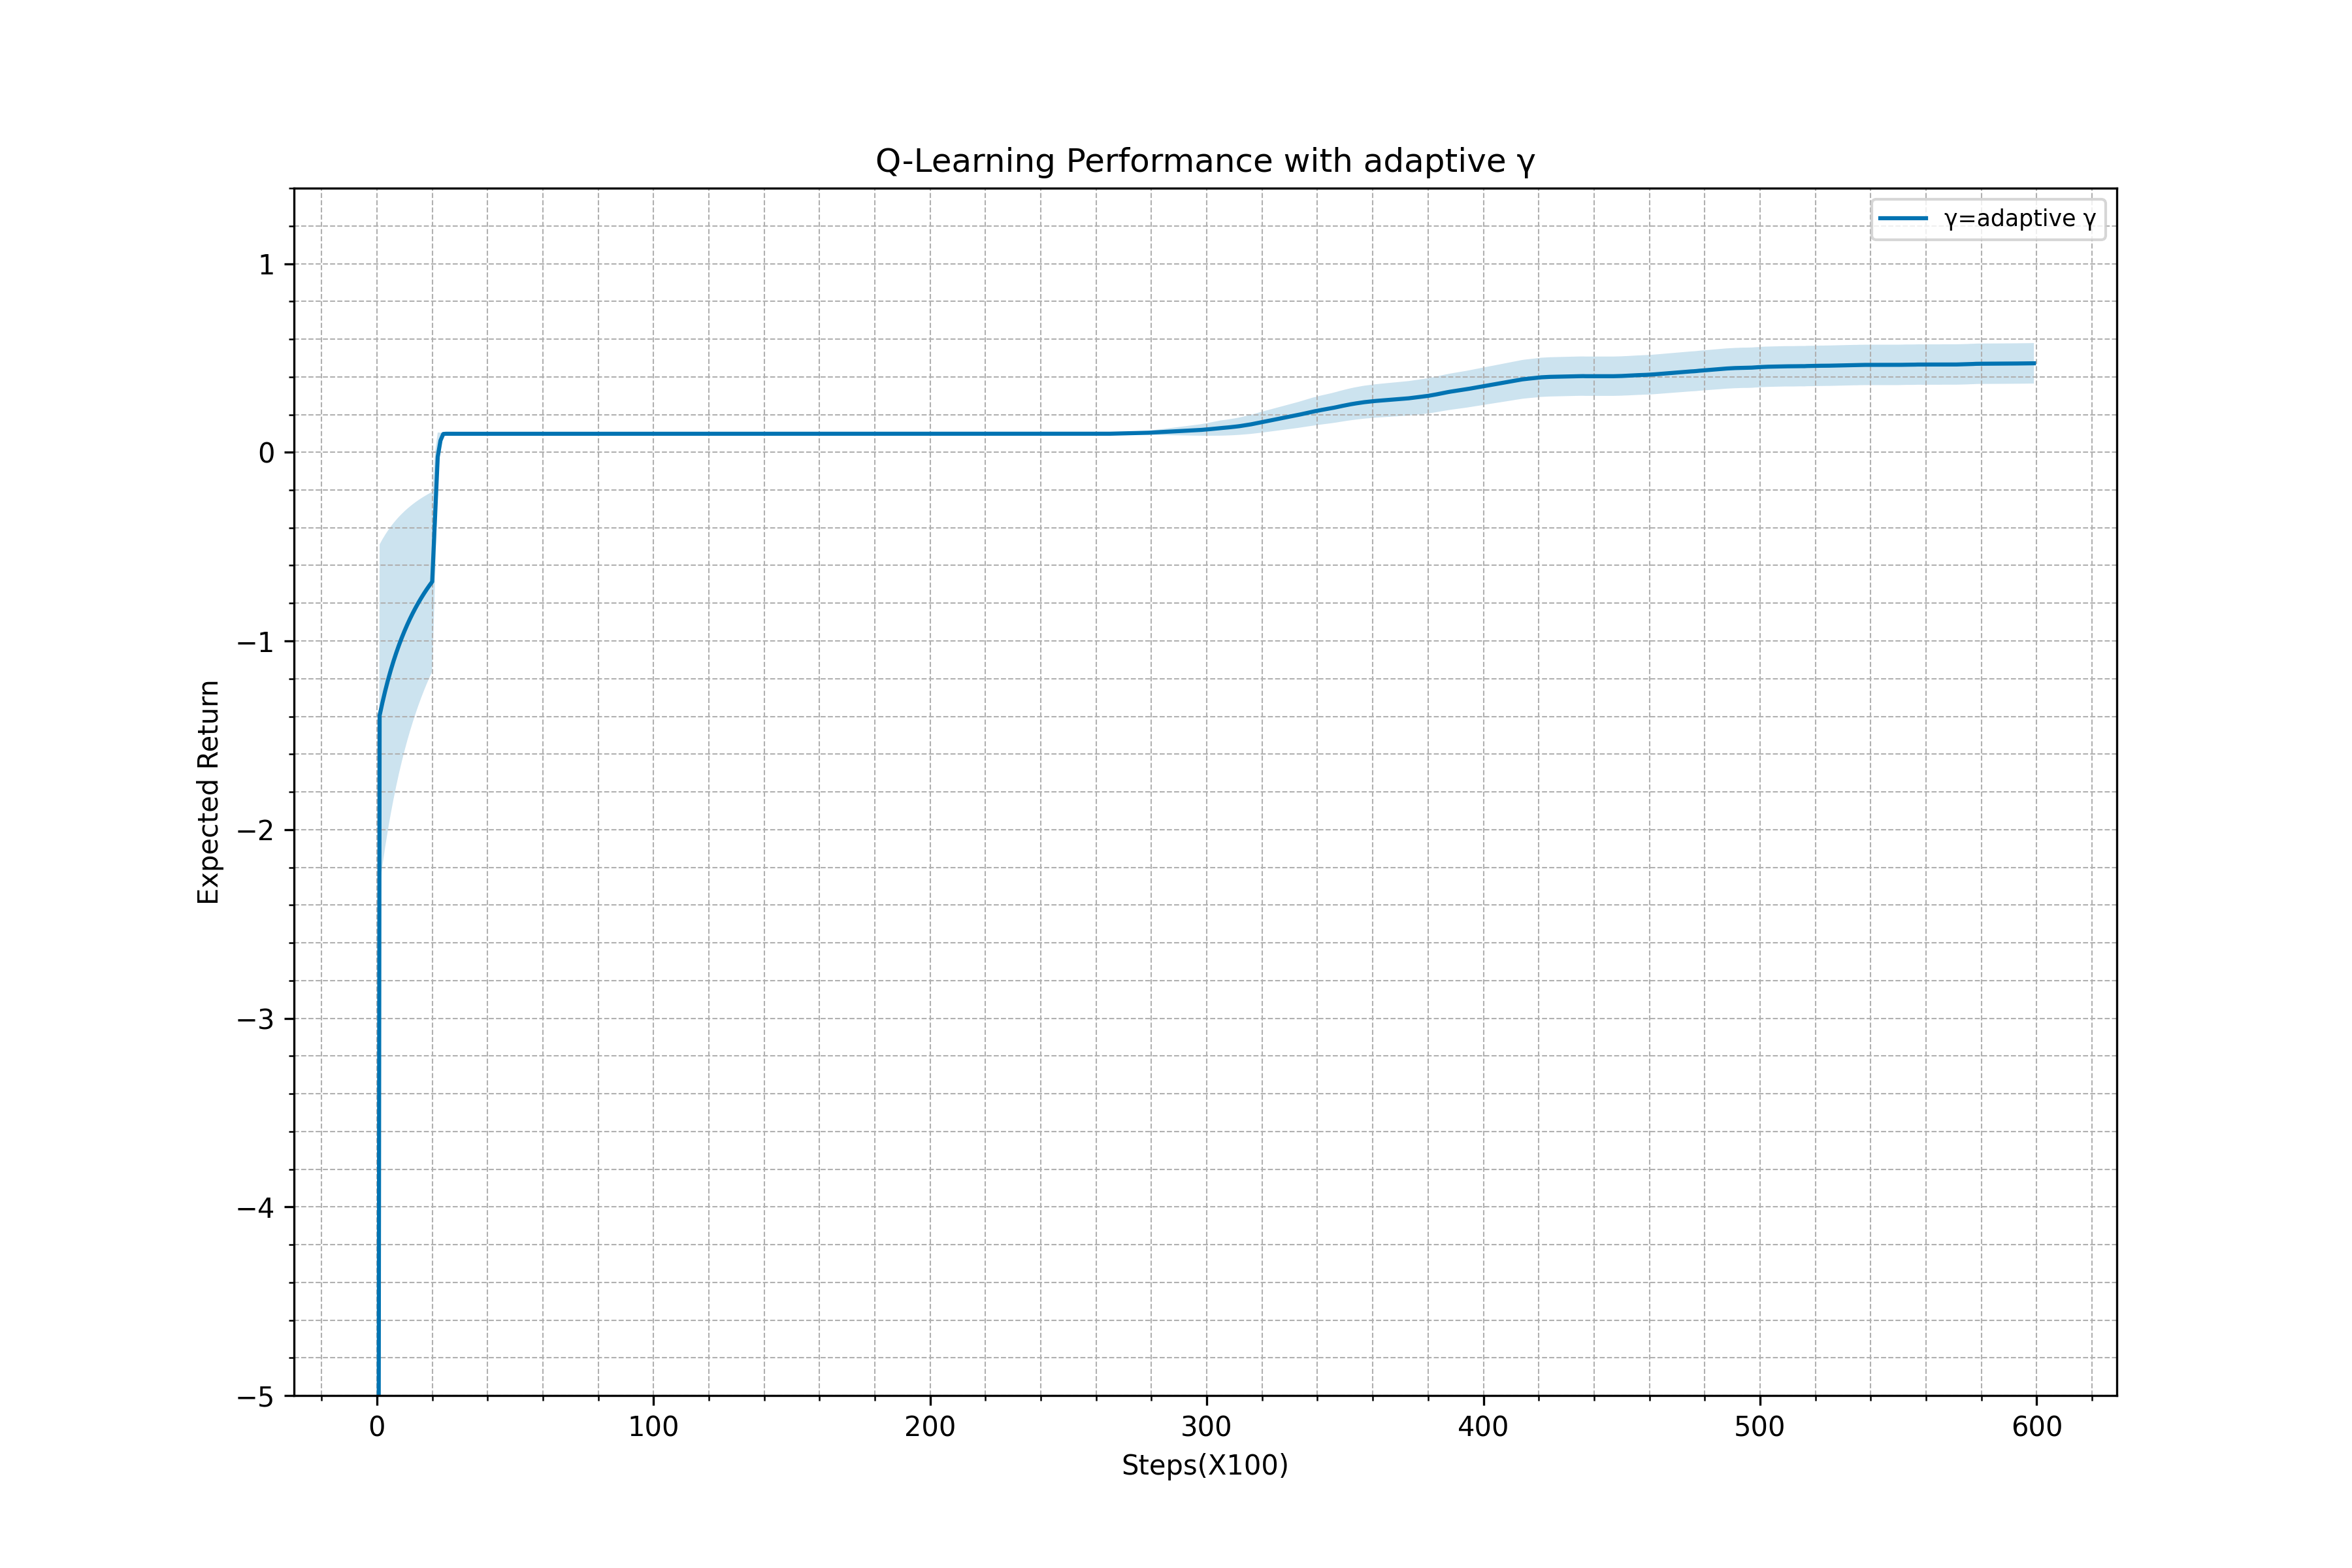 Q-Learning Performance with adaptive γ
γ=adaptive γ
1
0
−1
−2
−3
−4
−5
Expected Return
0 100 200 300 400 500 600
Steps(X100)